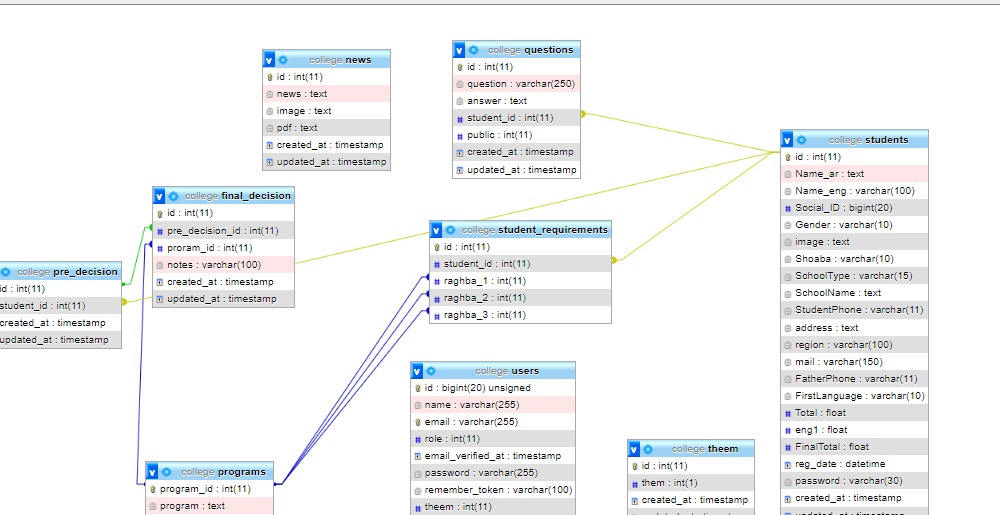 v college news
id : int(11)
news : text
image : text
pdf : text
created_at : timestamp
updated_at : timestamp
v college questions
id : int(11)
question : varchar(250)
answer : text
student_id : int(11)
public : int(11)
created_at : timestamp
updated_at : timestamp
v college students
id : int(11)
Name_ar : text
Name_eng : varchar(100)
Social_ID : bigint(20)
Gender : varchar(10)
image : text
Shoaba : varchar(10)
SchoolType : varchar(15)
SchoolName : text
StudentPhone : varchar(11)
address : text
region : varchar(100)
mail : varchar(150)
FatherPhone : varchar(11)
FirstLanguage : varchar(10)
Total : float
eng1 : float
FinalTotal : float
reg_date : datetime
password : varchar(30)
created_at : timestamp
updated_at : timestamp
v college final_decision
id : int(11)
pre_decision_id : int(11)
proram_id : int(11)
notes : varchar(100)
created_at : timestamp
updated_at : timestamp
v college student_requirements
id : int(11)
student_id : int(11)
raghba_1 : int(11)
raghba_2 : int(11)
raghba_3 : int(11)
college pre_decision
id : int(11)
student_id : int(11)
created_at : timestamp
updated_at : timestamp
v college users
id : bigint(20) unsigned
name : varchar(255)
email : varchar(255)
role : int(11)
email_verified_at : timestamp
password : varchar(255)
remember_token : varchar(100)
theem : int(11)
v college theem
id : int(11)
them : int(1)
created_at : timestamp
v college programs
program_id : int(11)
program : text